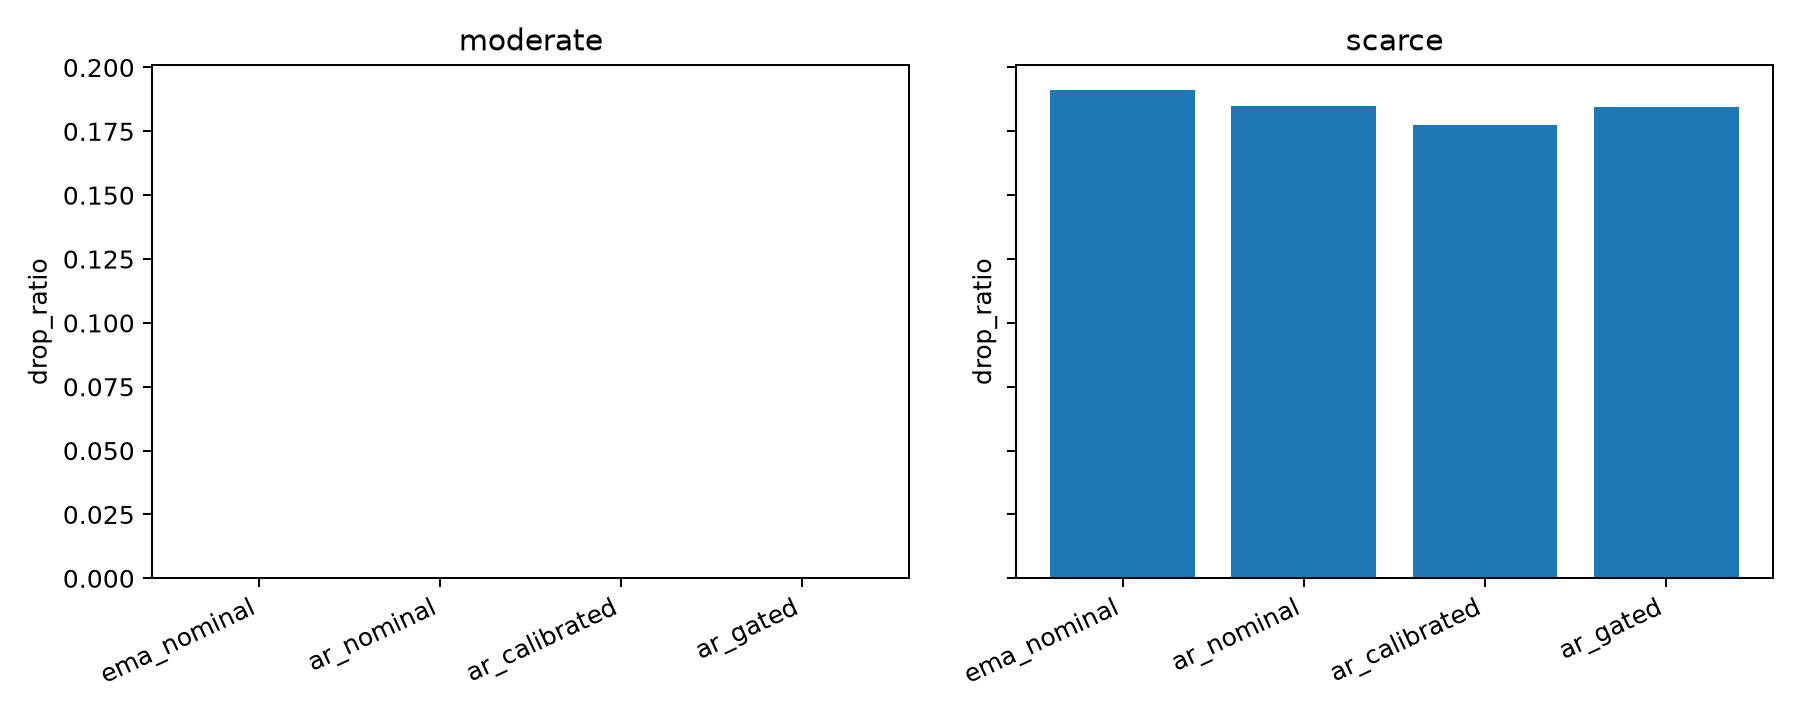 moderate
drop_ratio
0.200
0.175
0.150
0.125
0.100
0.075
0.050
0.025
0.000
ema_nominal
ar_nominal
ar_calibrated
ar_gated
scarce
drop_ratio
ema_nominal
ar_nominal
ar_calibrated
ar_gated